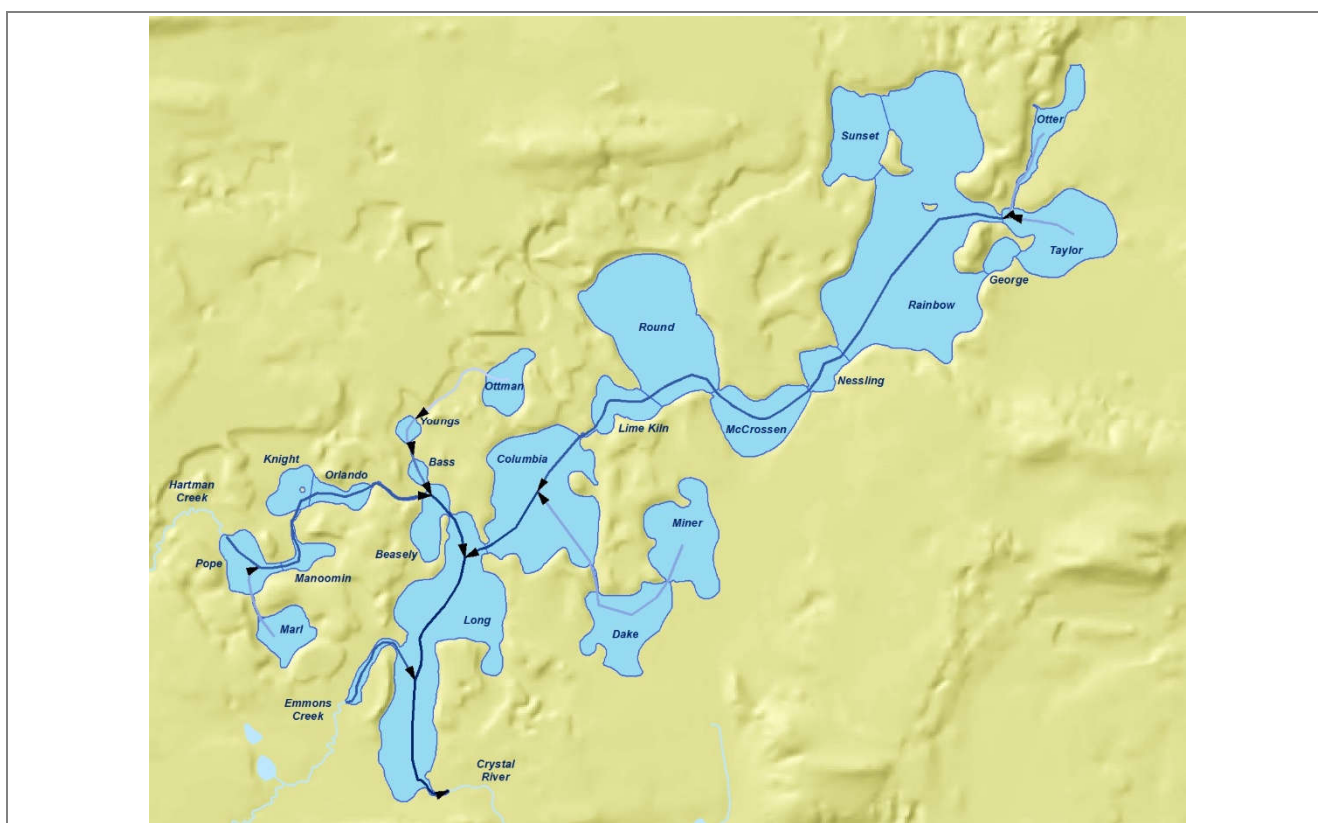 Otter
Sunset
Taylor
George
Rainbow
Round
Nessling
Ottman
Youngs
Lime Kiln
McCrossen
Columbia
Knight
Bass
Orlando
Hartman
Creek
Miner
Beasely
Pope
Manoomin
Long
Marl
Dake
Emmons
Creek
Crystal
River